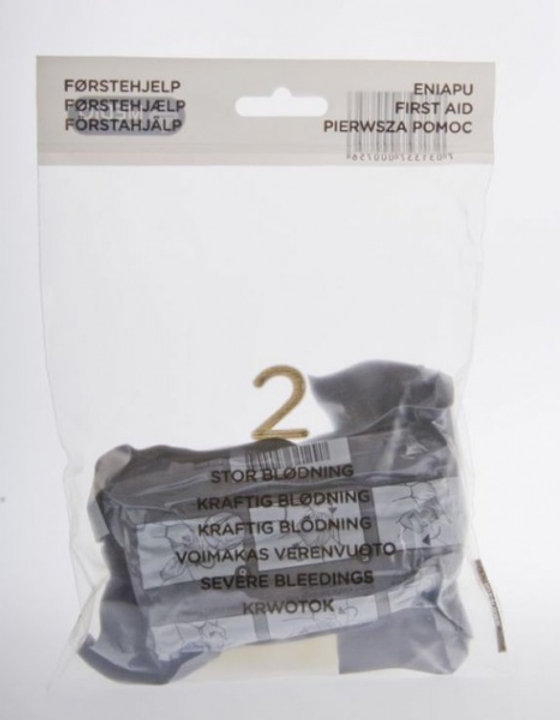 FØRSTEHJELP
FØRSTEHJÆLP
FÖRSTAHJÄLP
ENIAPU
FIRST AID
PIERWSZA POMOC
2
STOR BLØDNING
KRAFTIG BLØDNING
KRAFTIG BLÖDNING
VOIMAKAS VERENVUOTO
SEVERE BLEEDINGS
KRWOTOK